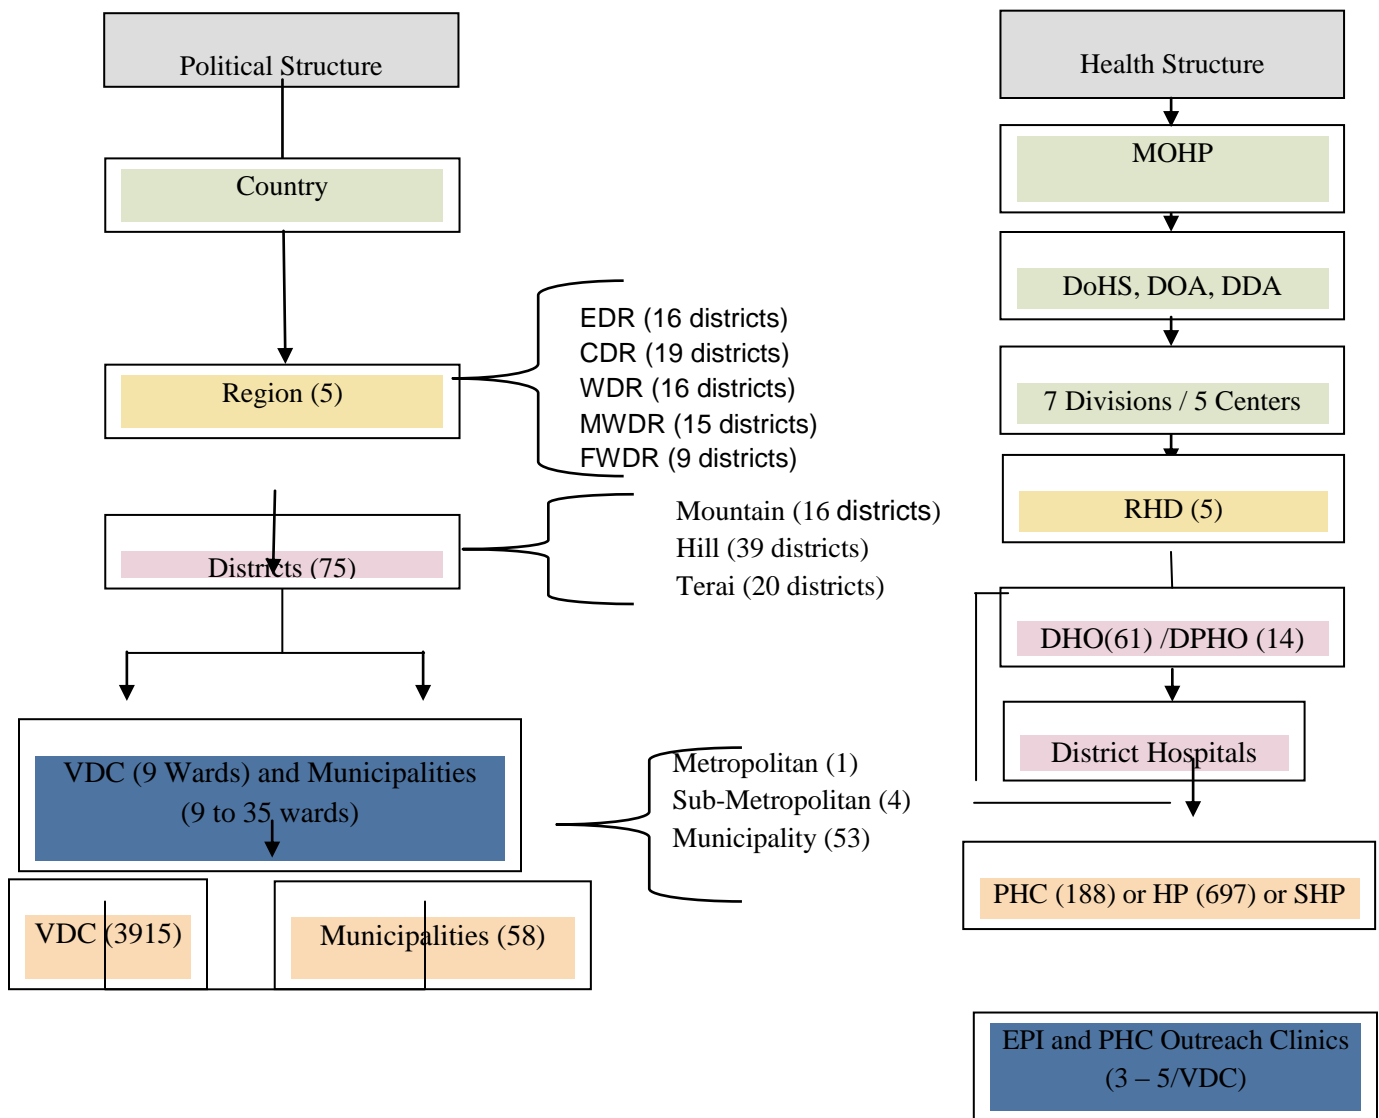 Political Structure
Country
Region (5)
EDR (16 districts)
CDR (19 districts)
WDR (16 districts)
MWDR (15 districts)
FWDR (9 districts)
Districts (75)
Mountain (16 districts)
Hill (39 districts)
Terai (20 districts)
VDC (9 Wards) and Municipalities
(9 to 35 wards)
Metropolitan (1)
Sub-Metropolitan (4)
Municipality (53)
VDC (3915)
Municipalities (58)
Health Structure
MOHP
DoHS, DOA, DDA
7 Divisions / 5 Centers
RHD (5)
DHO(61) /DPHO (14)
District Hospitals
PHC (188) or HP (697) or SHP
EPI and PHC Outreach Clinics
(3 – 5/VDC)